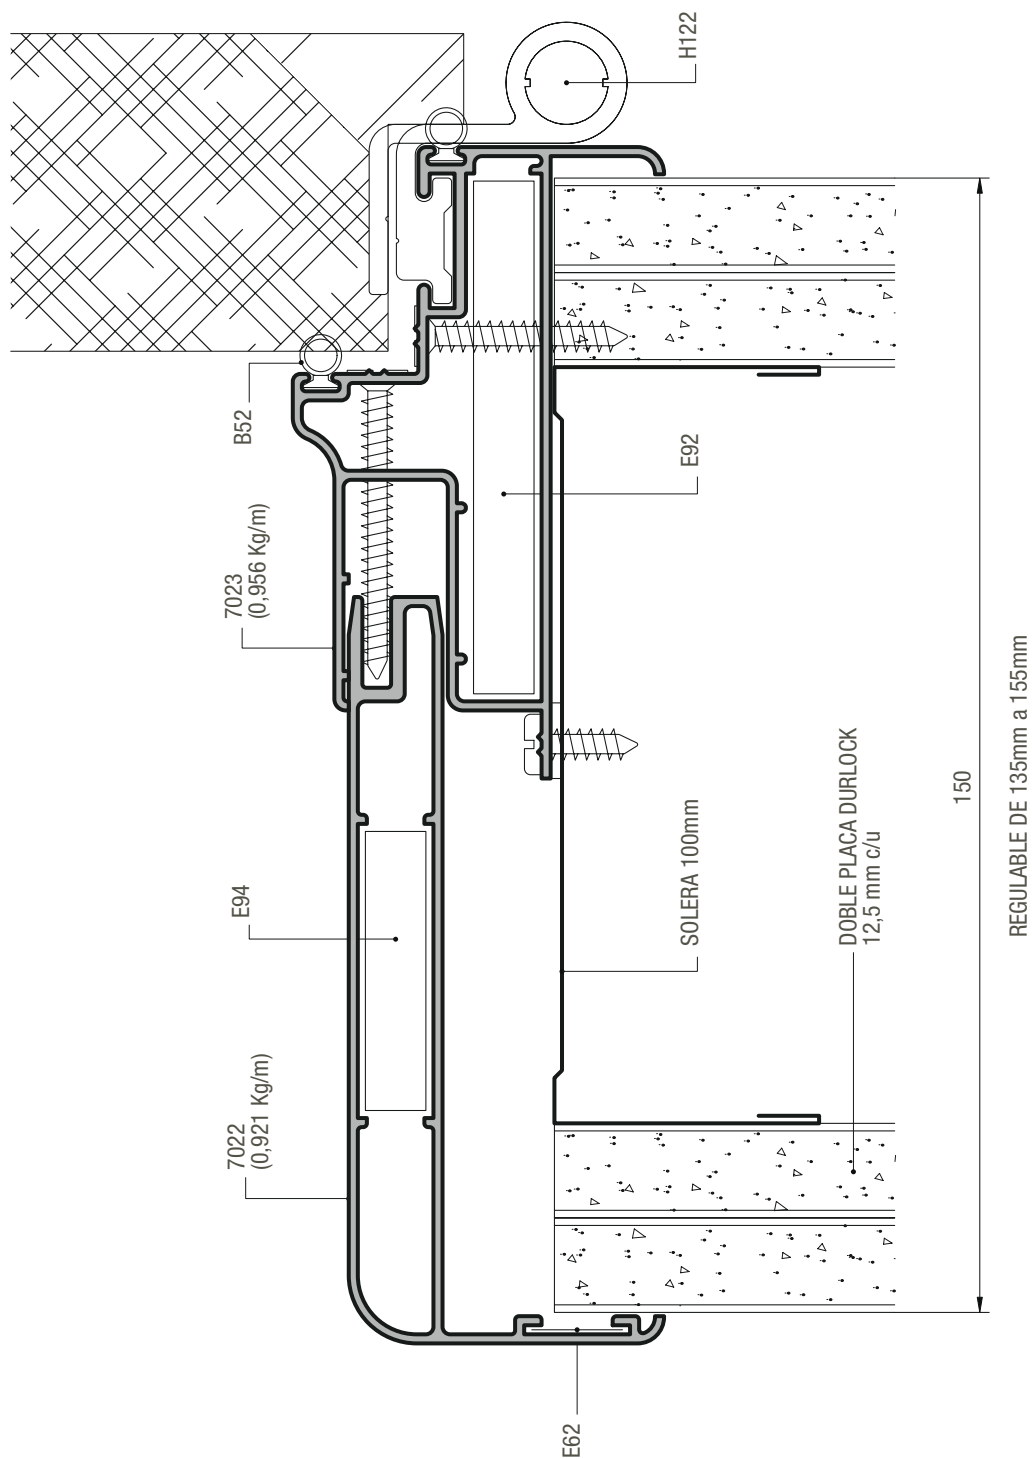 H122
B52
7023
(0,956 Kg/m)
E92
E94
7022
(0,921 Kg/m)
SOLERA 100mm
DOBLE PLACA DURLOCK
12,5 mm c/u
150
REGULABLE DE 135mm a 155mm
E62